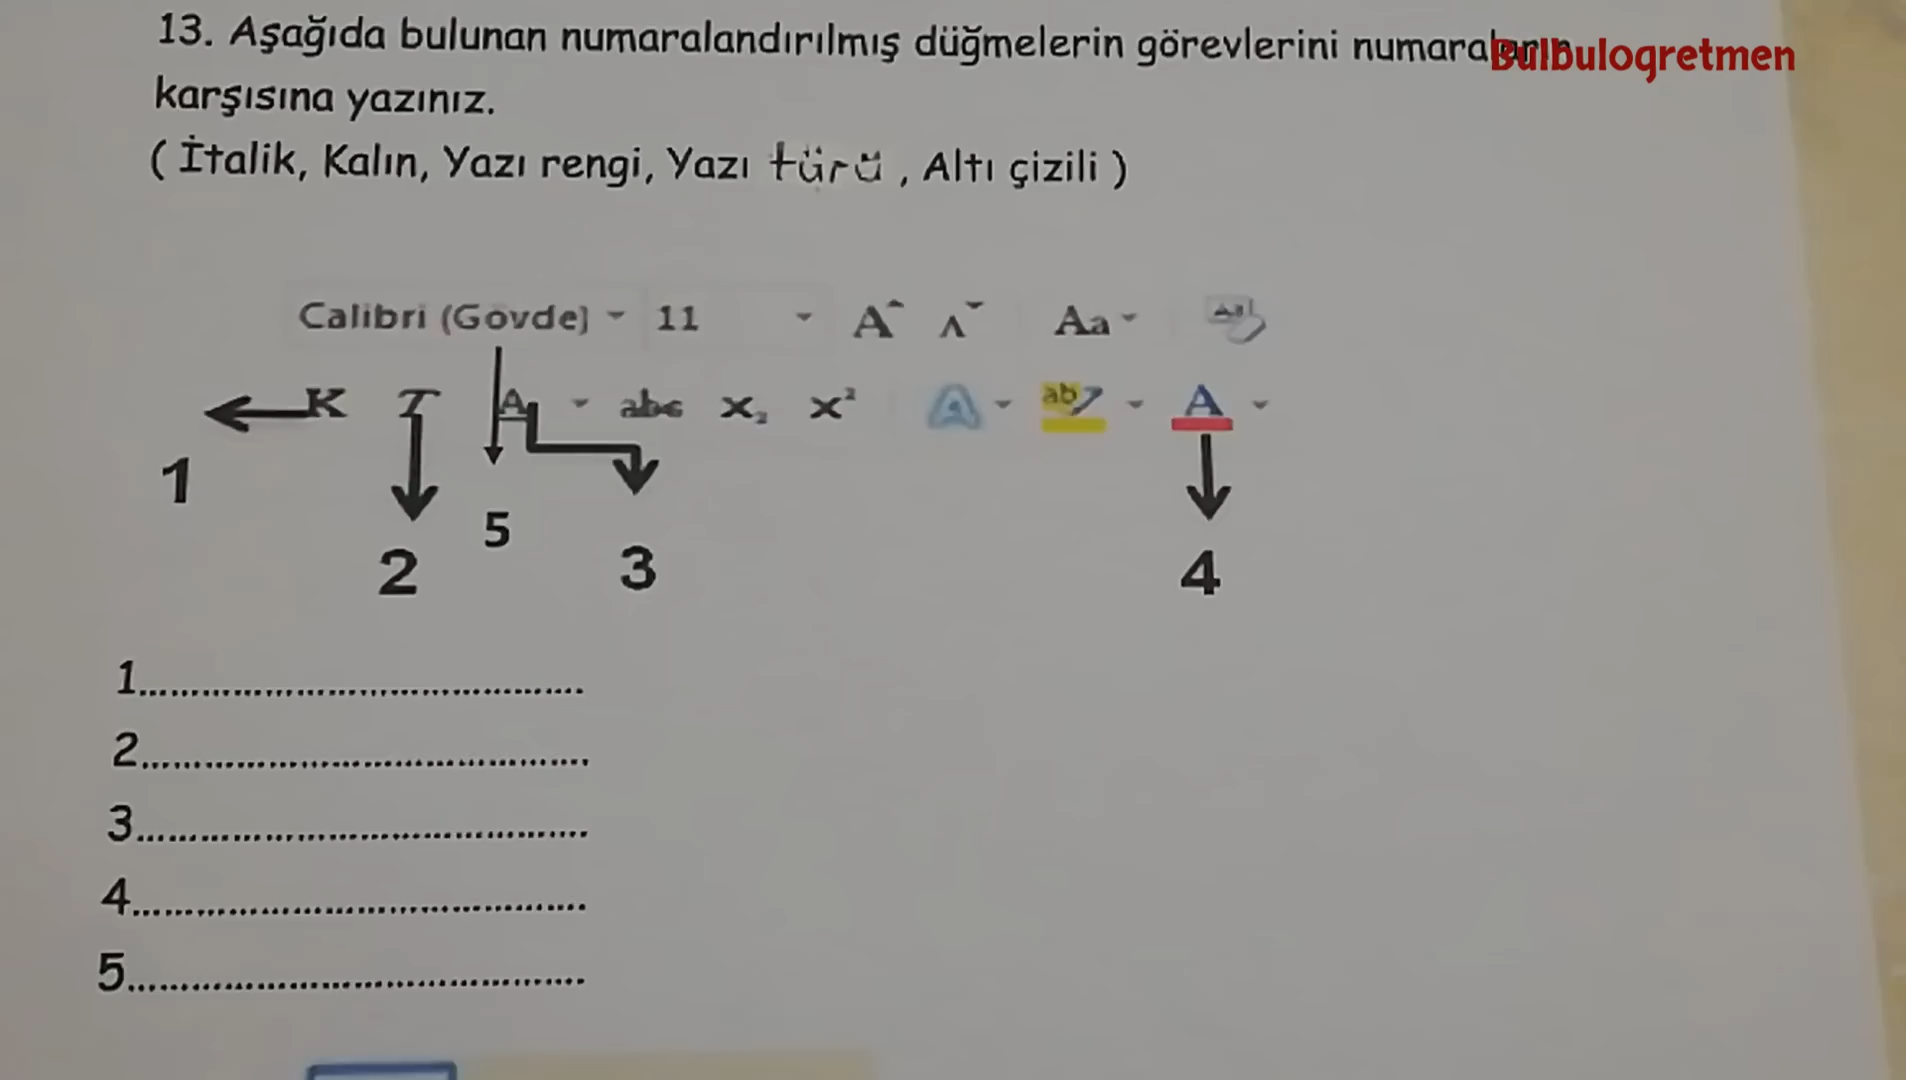 13. Aşağıda bulunan numaralandırılmış düğmelerin görevlerini numaraların
Bulbulogretmen
karşısına yazınız.
( İtalik, Kalın, Yazı rengi, Yazı türü , Altı çizili )
Calibri (Gövde) 11 A A Aa
K T A abc X₂ X² A ab A
1 2 5 3 4
1..........................................
2..........................................
3..........................................
4..........................................
5..........................................